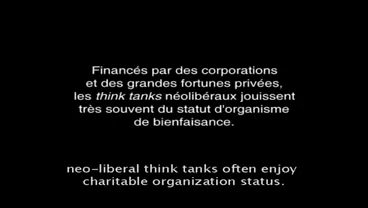 Financés par des corporations
et des grandes fortunes privées,
les think tanks néolibéraux jouissent
très souvent du statut d'organisme
de bienfaisance.
neo-liberal think tanks often enjoy
charitable organization status.